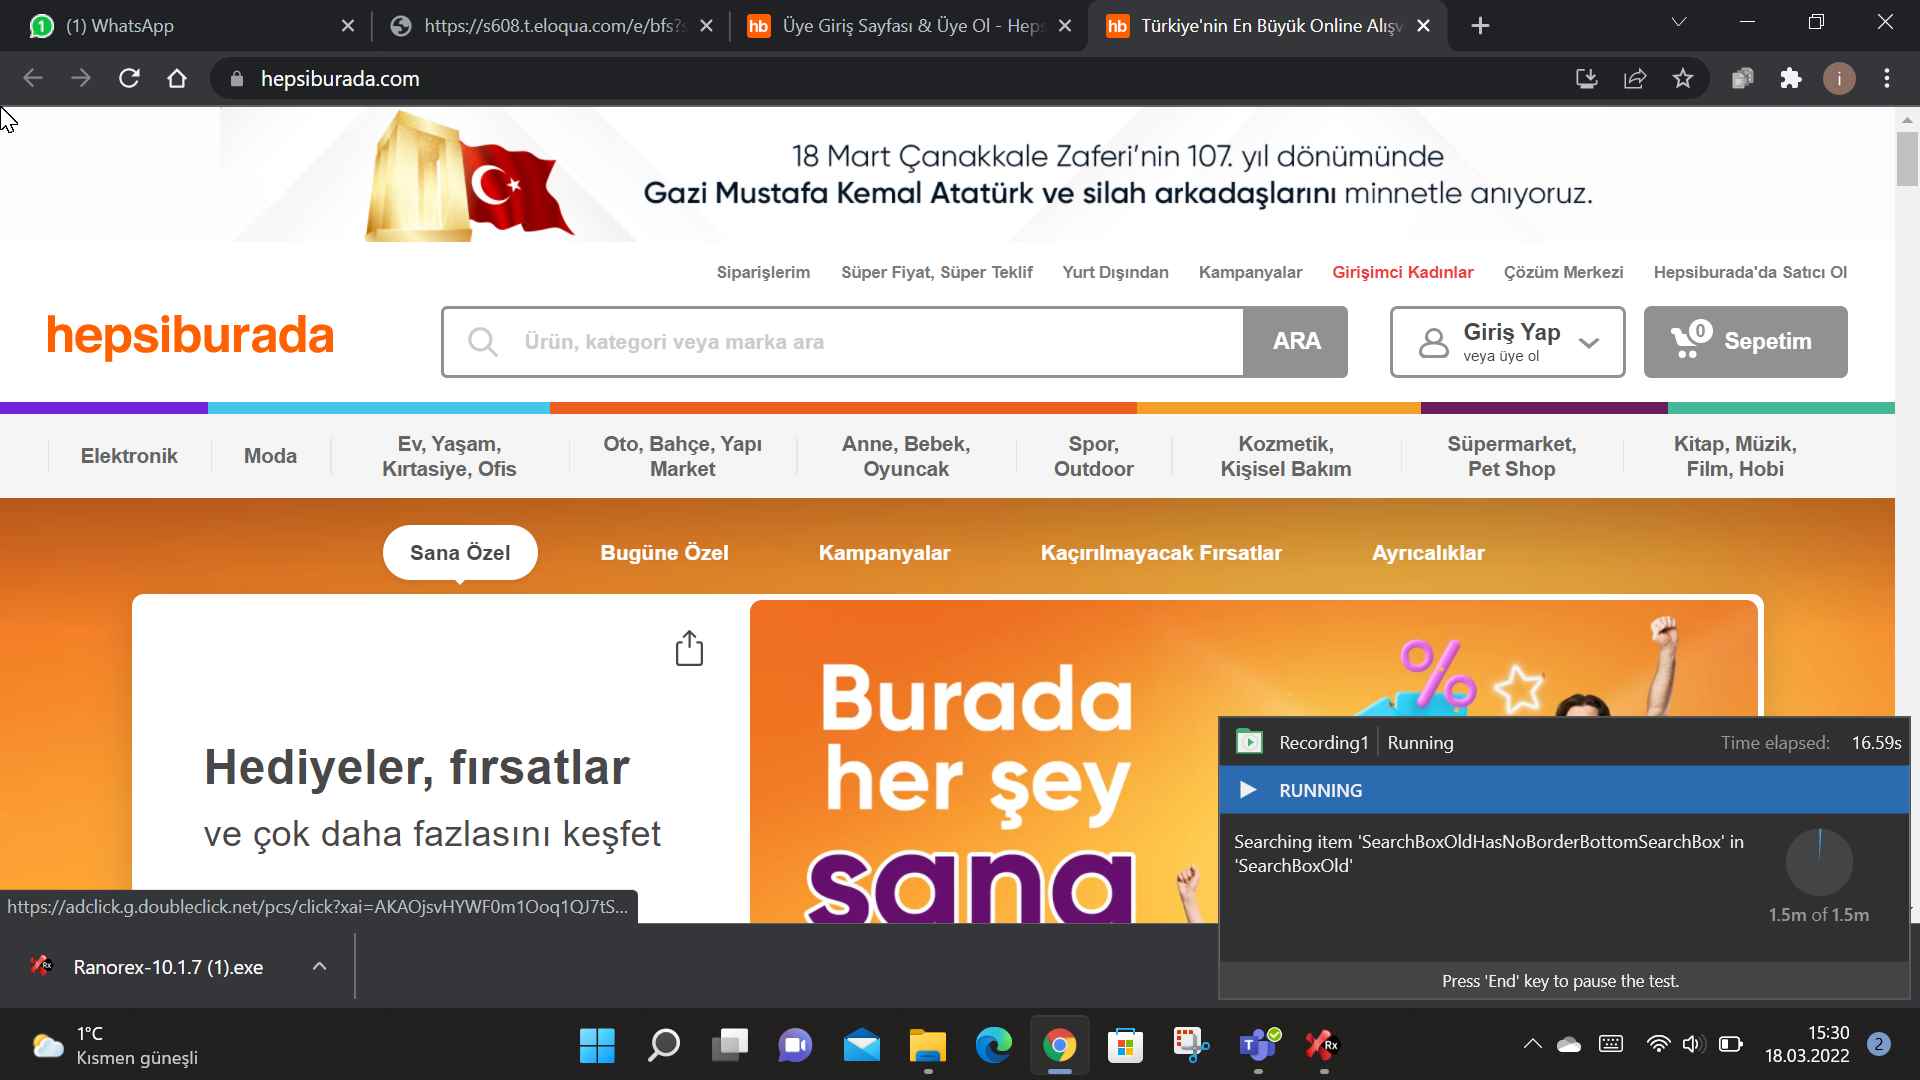 (1) WhatsApp
https://s608.t.eloqua.com/e/bfs?s
Üye Giriş Sayfası & Üye Ol - Heps
Türkiye'nin En Büyük Online Alışv
hepsiburada.com
i
18 Mart Çanakkale Zaferi'nin 107. yıl dönümünde
Gazi Mustafa Kemal Atatürk ve silah arkadaşlarını minnetle anıyoruz.
Siparişlerim
Süper Fiyat, Süper Teklif
Yurt Dışından
Kampanyalar
Girişimci Kadınlar
Çözüm Merkezi
Hepsiburada'da Satıcı Ol
hepsiburada
Ürün, kategori veya marka ara
ARA
Giriş Yap
veya üye ol
0
Sepetim
Elektronik
Moda
Ev, Yaşam,
Kırtasiye, Ofis
Oto, Bahçe, Yapı
Market
Anne, Bebek,
Oyuncak
Spor,
Outdoor
Kozmetik,
Kişisel Bakım
Süpermarket,
Pet Shop
Kitap, Müzik,
Film, Hobi
Sana Özel
Bugüne Özel
Kampanyalar
Kaçırılmayacak Fırsatlar
Ayrıcalıklar
Hediyeler, fırsatlar
ve çok daha fazlasını keşfet
Burada
her şey
sana
%
Recording1
Running
Time elapsed:
16.59s
RUNNING
Searching item 'SearchBoxOldHasNoBorderBottomSearchBox' in
'SearchBoxOld'
1.5m of 1.5m
Press 'End' key to pause the test.
https://adclick.g.doubleclick.net/pcs/click?xai=AKAOjsvHYWF0m1Ooq1QJ7tS...
Ranorex-10.1.7 (1).exe
1°C
Kısmen güneşli
15:30
18.03.2022
2